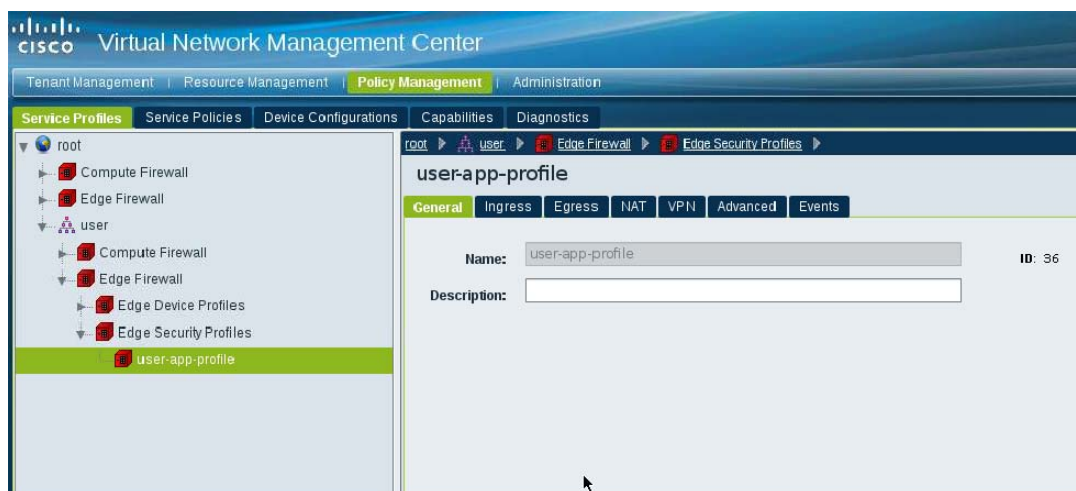 CISCO Virtual Network Management Center
Tenant Management | Resource Management | Policy Management | Administration
Service Profiles Service Policies Device Configurations Capabilities Diagnostics
root
Compute Firewall
Edge Firewall
user
Compute Firewall
Edge Firewall
Edge Device Profiles
Edge Security Profiles
user-app-profile
root user Edge Firewall Edge Security Profiles
user-app-profile
General Ingress Egress NAT VPN Advanced Events
Name: user-app-profile ID: 36
Description: